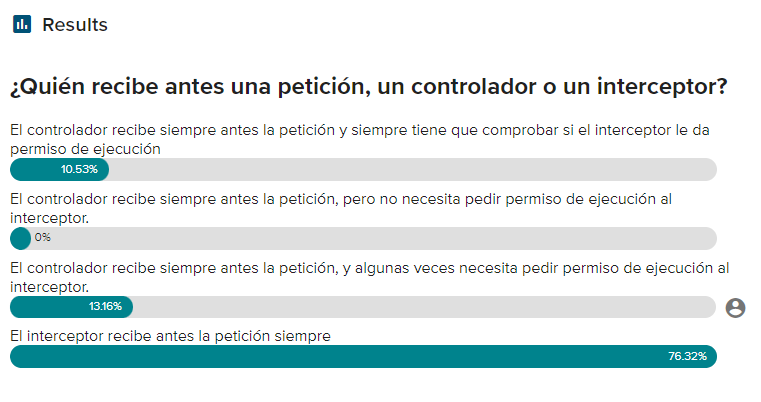 Results
¿Quién recibe antes una petición, un controlador o un interceptor?
El controlador recibe siempre antes la petición y siempre tiene que comprobar si el interceptor le da
permiso de ejecución
10.53%
El controlador recibe siempre antes la petición, pero no necesita pedir permiso de ejecución al
interceptor.
0%
El controlador recibe siempre antes la petición, y algunas veces necesita pedir permiso de ejecución al
interceptor.
13.16%
El interceptor recibe antes la petición siempre
76.32%